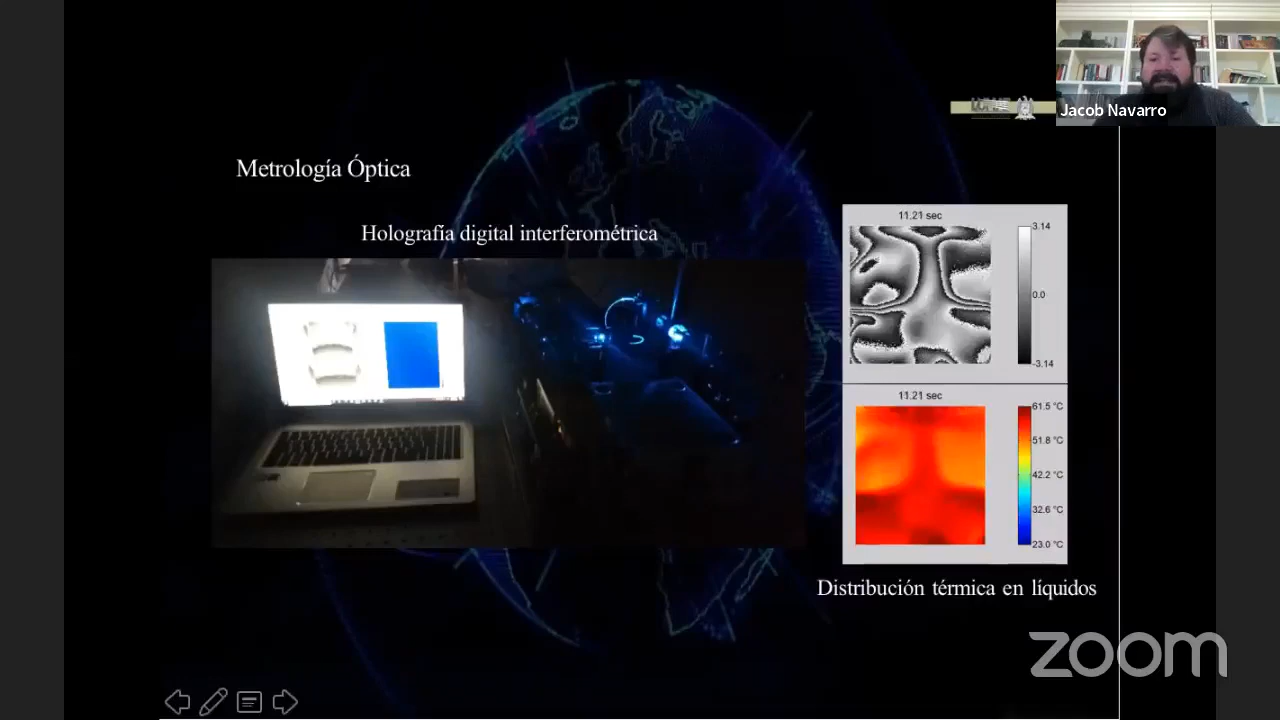 Jacob Navarro
Metrología Óptica
Holografía digital interferométrica
11.21 sec
3.14
0.0
-3.14
11.21 sec
61.5 °C
51.8 °C
42.2 °C
32.6 °C
23.0 °C
Distribución térmica en líquidos
zoom